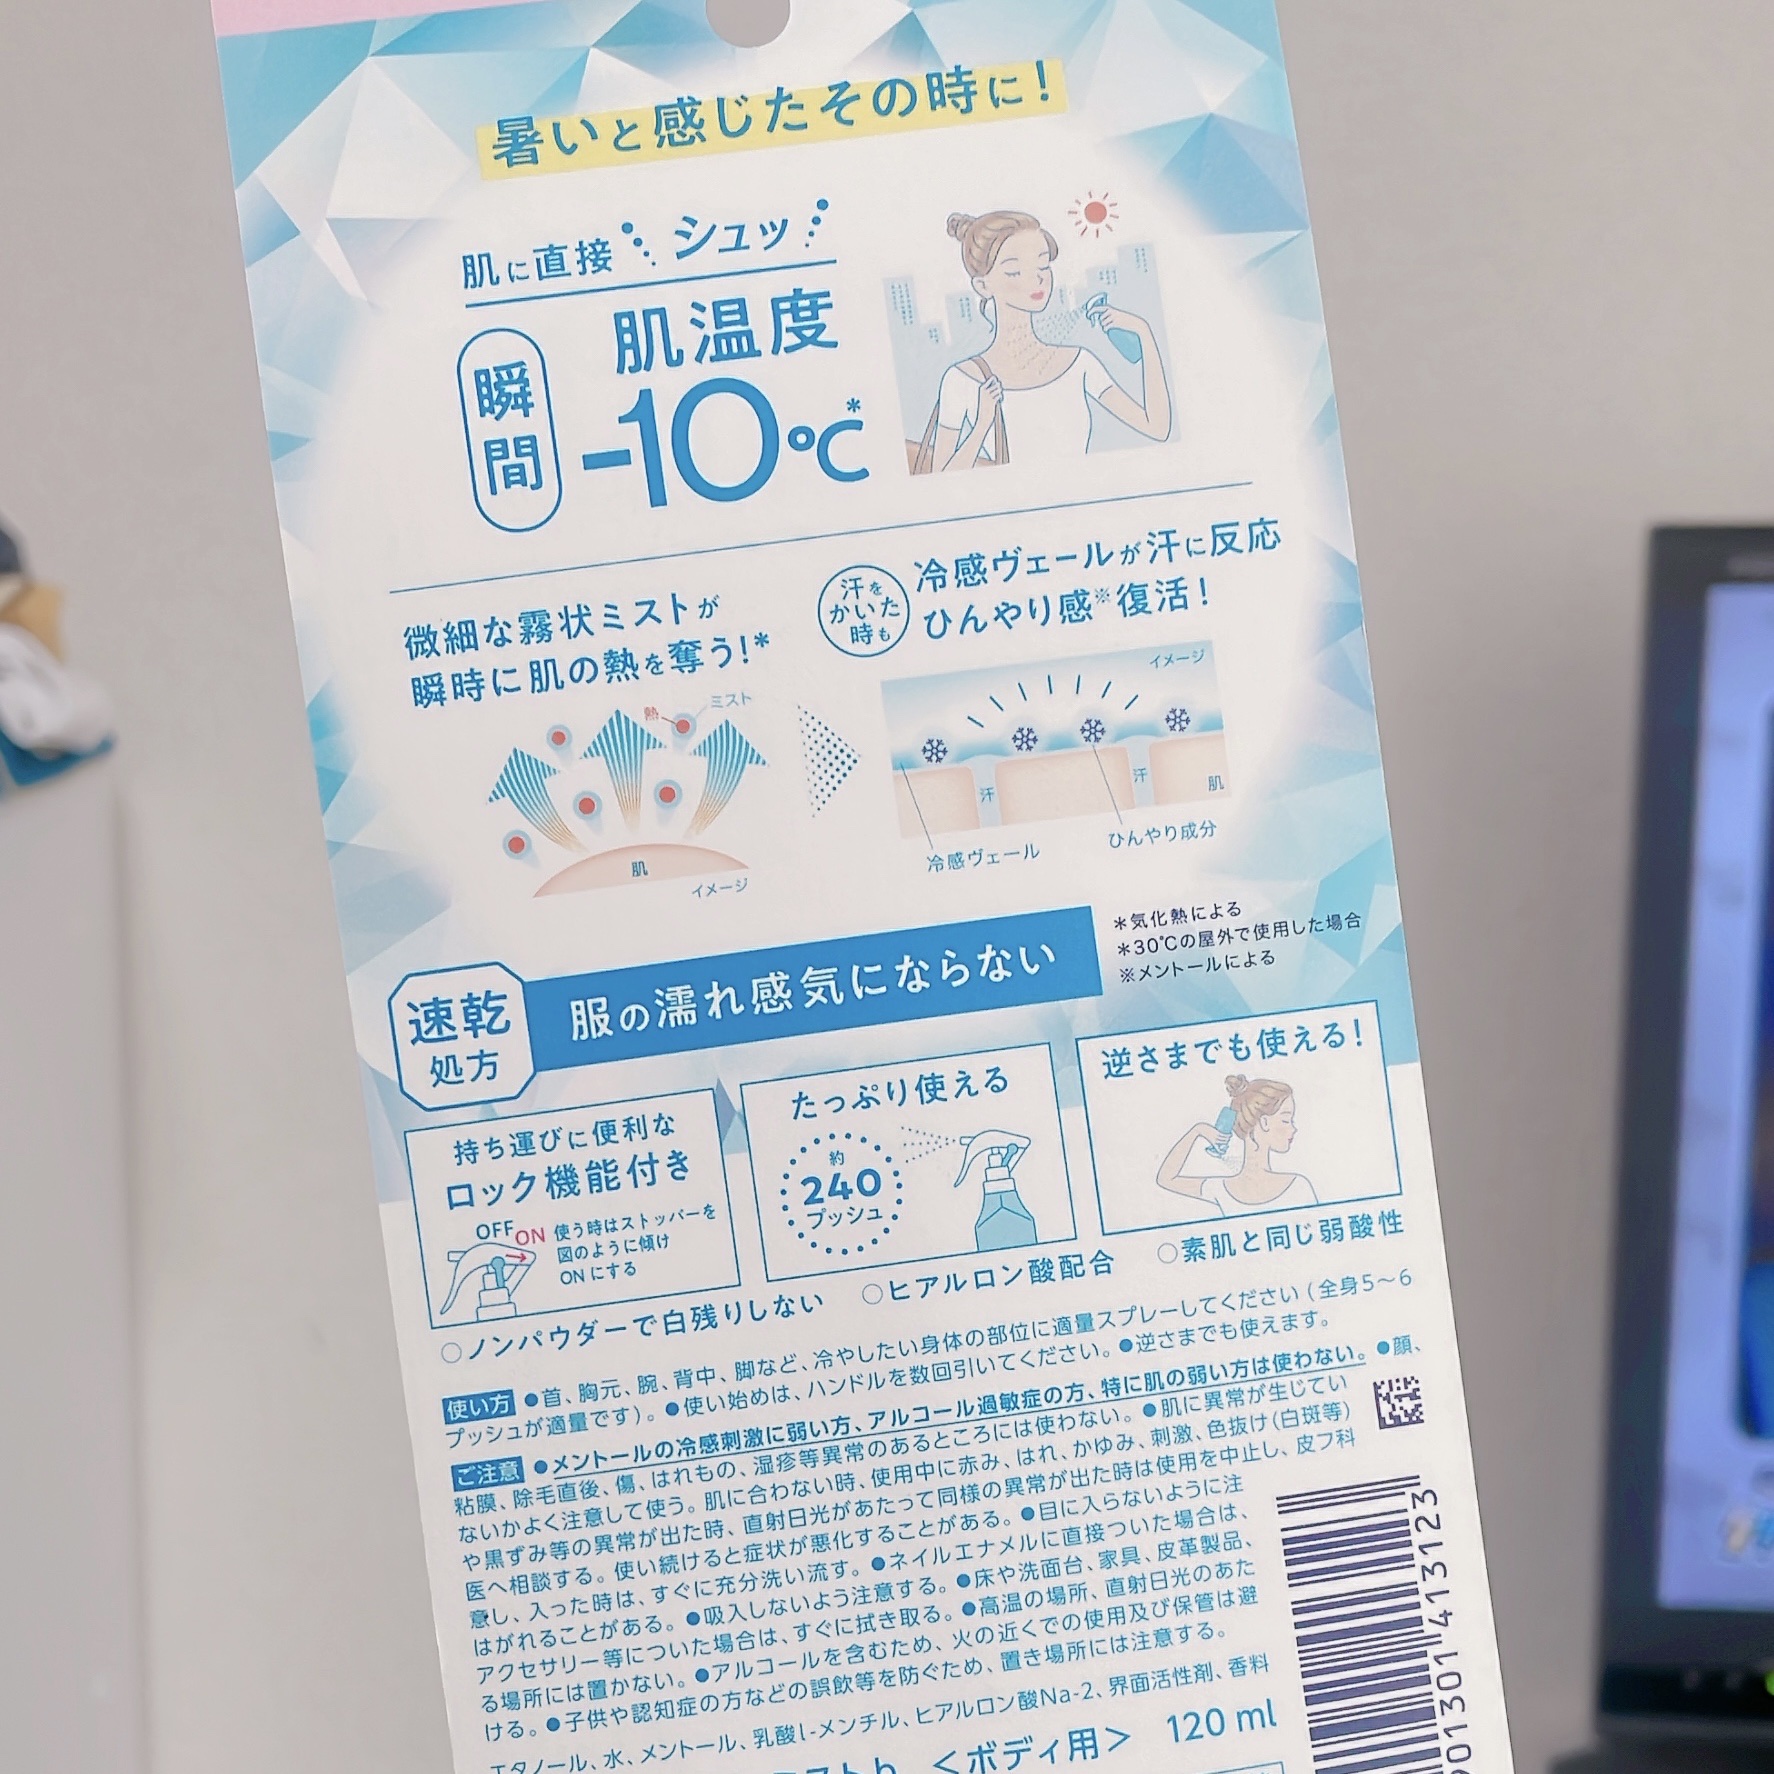 暑いと感じたその時に!
肌に直接シュッ
瞬間
肌温度
-10℃*
微細な霧状ミストが
瞬時に肌の熱を奪う!*
熱
ミスト
肌
イメージ
汗を
かいた
時も
冷感ヴェールが汗に反応
ひんやり感※復活!
イメージ
汗
汗
肌
冷感ヴェール
ひんやり成分
*気化熱による
*30℃の屋外で使用した場合
※メントールによる
速乾
処方
服の濡れ感気にならない
持ち運びに便利な
ロック機能付き
OFF ON
使う時はストッパーを
図のように傾け
ONにする
たっぷり使える
約
240
プッシュ
逆さまでも使える!
○ノンパウダーで白残りしない ○ヒアルロン酸配合 ○素肌と同じ弱酸性
使い方 ●首、胸元、腕、背中、脚など、冷やしたい身体の部位に適量スプレーしてください(全身5〜6
プッシュが適量です)。●使い始めは、ハンドルを数回引いてください。●逆さまでも使えます。
ご注意 ●メントールの冷感刺激に弱い方、アルコール過敏症の方、特に肌の弱い方は使わない。●顔、
粘膜、除毛直後、傷、はれもの、湿疹等異常のあるところには使わない。●肌に異常が生じてい
ないかよく注意して使う。肌に合わない時、使用中に赤み、はれ、かゆみ、刺激、色抜け(白斑等)
や黒ずみ等の異常が出た時、直射日光があたって同様の異常が出た時は使用を中止し、皮フ科
医へ相談する。使い続けると症状が悪化することがある。●目に入らないように注
意し、入った時は、すぐに充分洗い流す。●ネイルエナメルに直接ついた場合は、
はがれることがある。●吸入しないよう注意する。●床や洗面台、家具、皮革製品、
アクセサリー等についた場合は、すぐに拭き取る。●高温の場所、直射日光のあた
る場所には置かない。●アルコールを含むため、火の近くでの使用及び保管は避
ける。●子供や認知症の方などの誤飲等を防ぐため、置き場所には注意する。
エタノール、水、メントール、乳酸l-メンチル、ヒアルロン酸Na-2、界面活性剤、香料
<ボディ用> 120 ml
901301 413123